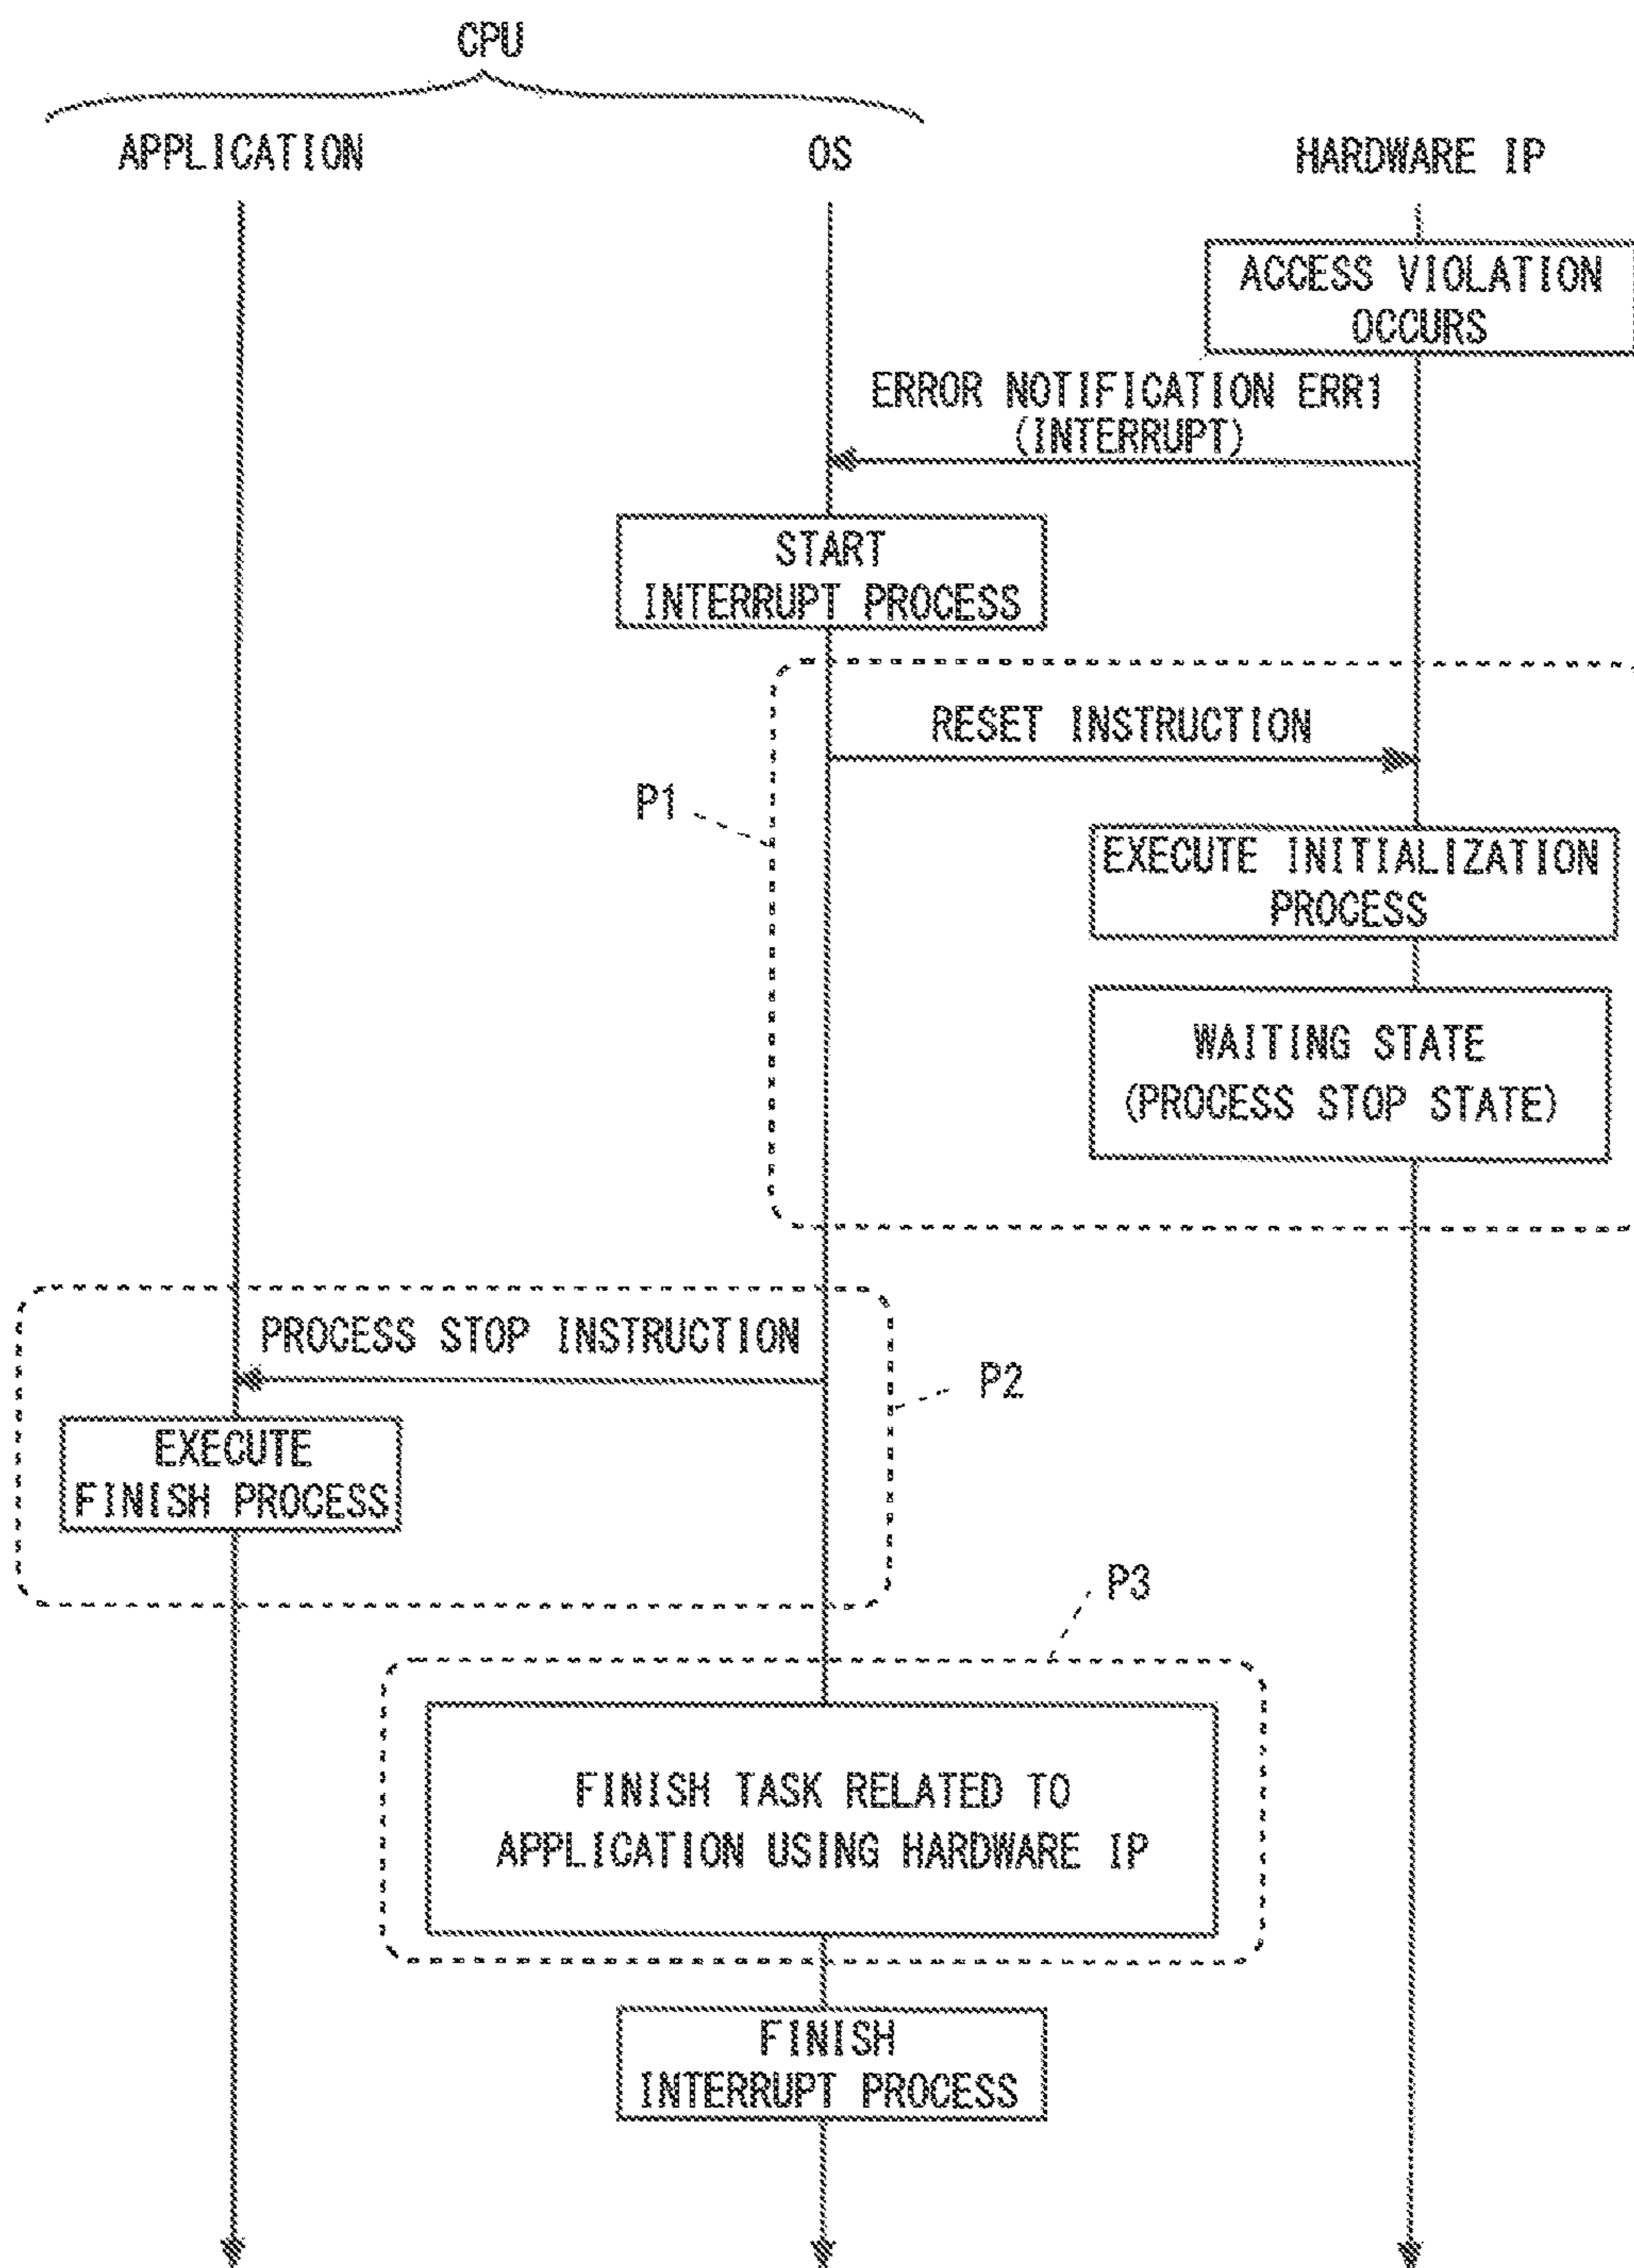 CPU
APPLICATION
OS
HARDWARE IP
ACCESS VIOLATION
OCCURS
ERROR NOTIFICATION ERR1
(INTERRUPT)
START
INTERRUPT PROCESS
RESET INSTRUCTION
P1
EXECUTE INITIALIZATION
PROCESS
WAITING STATE
(PROCESS STOP STATE)
PROCESS STOP INSTRUCTION
P2
EXECUTE
FINISH PROCESS
P3
FINISH TASK RELATED TO
APPLICATION USING HARDWARE IP
FINISH
INTERRUPT PROCESS